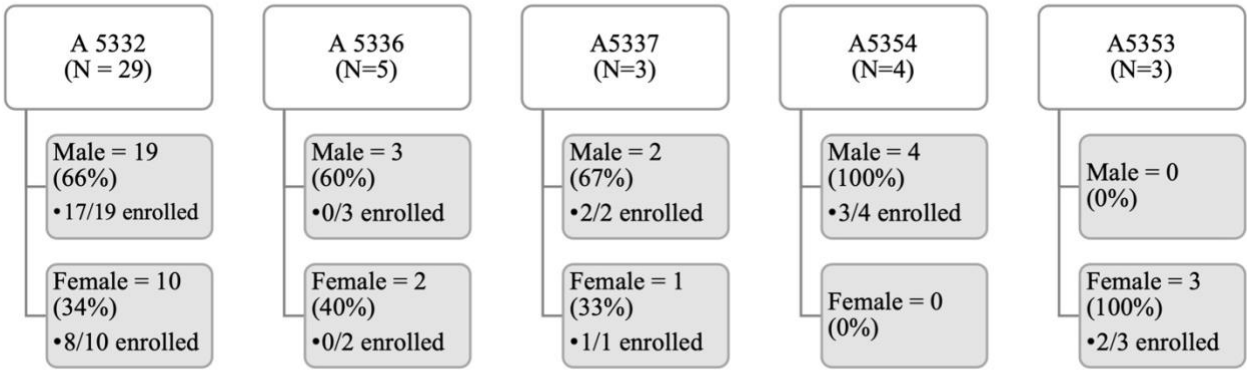 A 5332
(N = 29)
Male = 19
(66%)
•17/19 enrolled
Female = 10
(34%)
•8/10 enrolled
A 5336
(N=5)
Male = 3
(60%)
•0/3 enrolled
Female = 2
(40%)
•0/2 enrolled
A5337
(N=3)
Male = 2
(67%)
•2/2 enrolled
Female = 1
(33%)
•1/1 enrolled
A5354
(N=4)
Male = 4
(100%)
•3/4 enrolled
Female = 0
(0%)
A5353
(N=3)
Male = 0
(0%)
Female = 3
(100%)
•2/3 enrolled